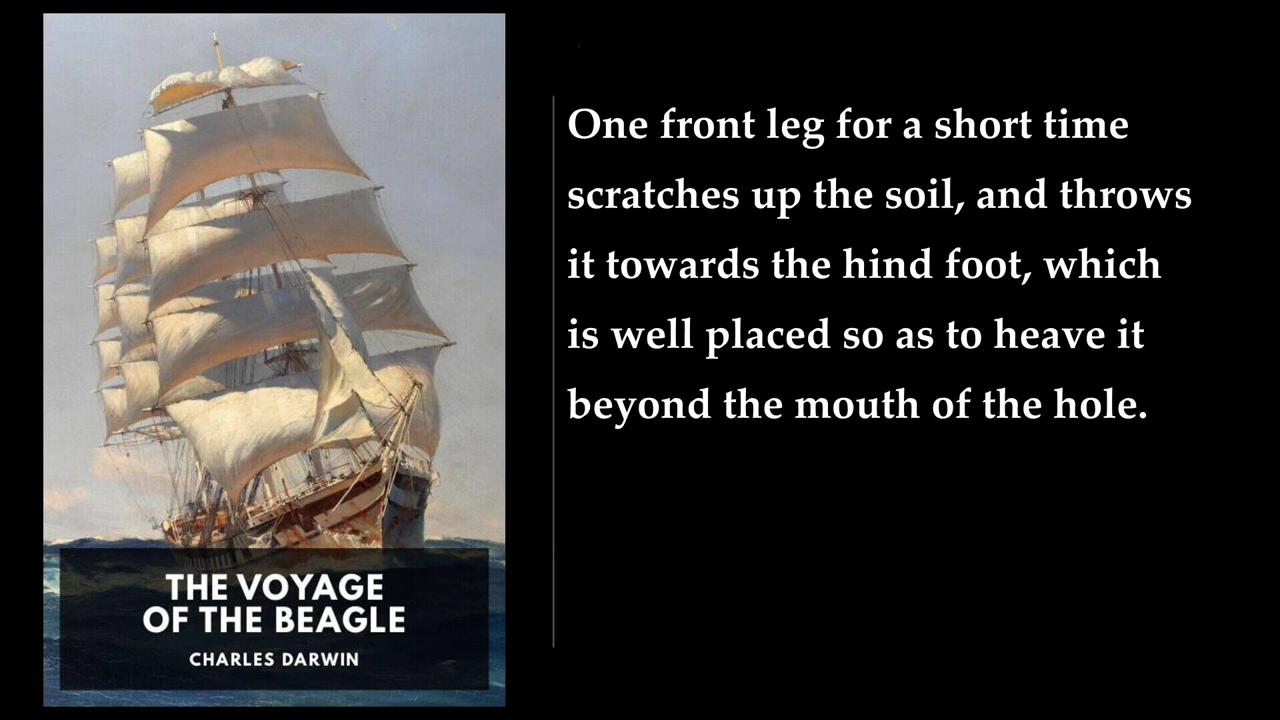 THE VOYAGE
OF THE BEAGLE
CHARLES DARWIN
One front leg for a short time
scratches up the soil, and throws
it towards the hind foot, which
is well placed so as to heave it
beyond the mouth of the hole.